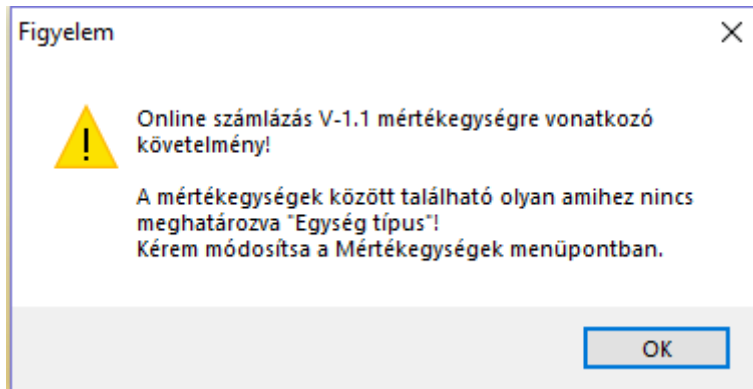 Figyelem
Online számlázás V-1.1 mértékegységre vonatkozó
követelmény!
A mértékegységek között található olyan amihez nincs
meghatározva "Egység típus"!
Kérem módosítsa a Mértékegységek menüpontban.
OK